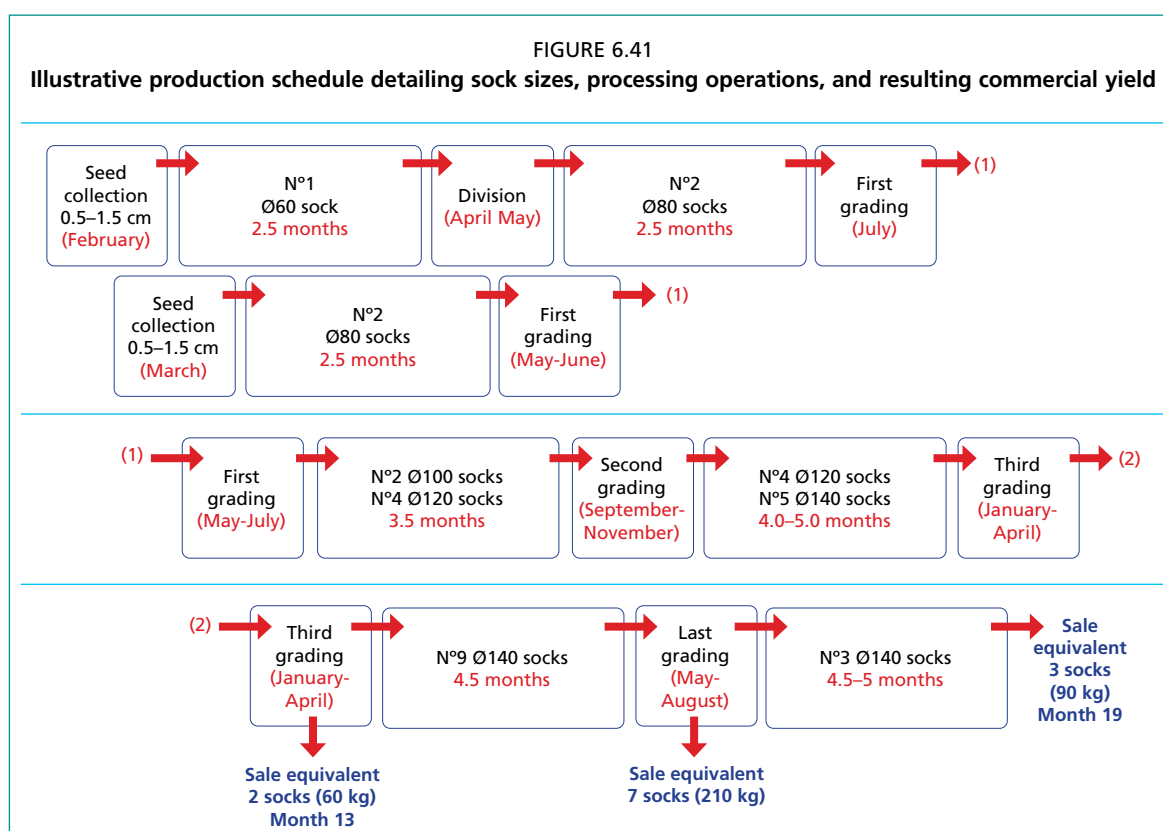 FIGURE 6.41
Illustrative production schedule detailing sock sizes, processing operations, and resulting commercial yield
Seed
collection
0.5–1.5 cm
(February)
Nº1
Ø60 sock
2.5 months
Division
(April May)
Nº2
Ø80 socks
2.5 months
First
grading
(July)
(1)
Seed
collection
0.5–1.5 cm
(March)
Nº2
Ø80 socks
2.5 months
First
grading
(May-June)
(1)
(1)
First
grading
(May-July)
Nº2 Ø100 socks
Nº4 Ø120 socks
3.5 months
Second
grading
(September-
November)
Nº4 Ø120 socks
Nº5 Ø140 socks
4.0–5.0 months
Third
grading
(January-
April)
(2)
(2)
Third
grading
(January-
April)
Nº9 Ø140 socks
4.5 months
Last
grading
(May-
August)
Nº3 Ø140 socks
4.5–5 months
Sale
equivalent
3 socks
(90 kg)
Month 19
Sale equivalent
2 socks (60 kg)
Month 13
Sale equivalent
7 socks (210 kg)